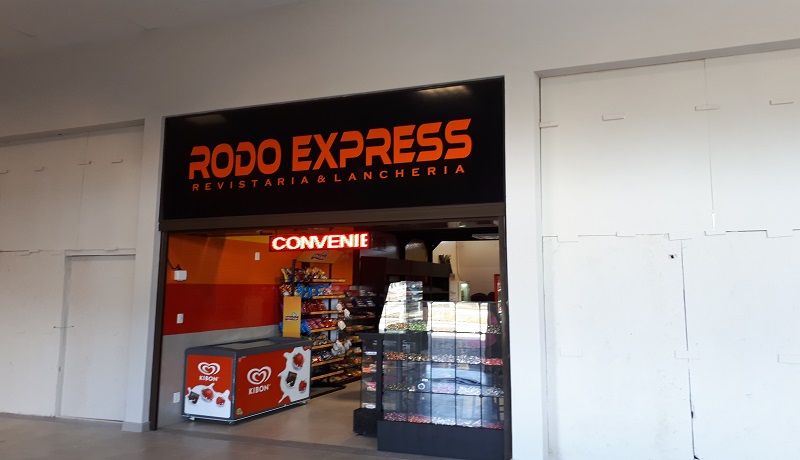 RODO EXPRESS
REVISTARIA & LANCHERIA
CONVENIE
KIBON
KIBON